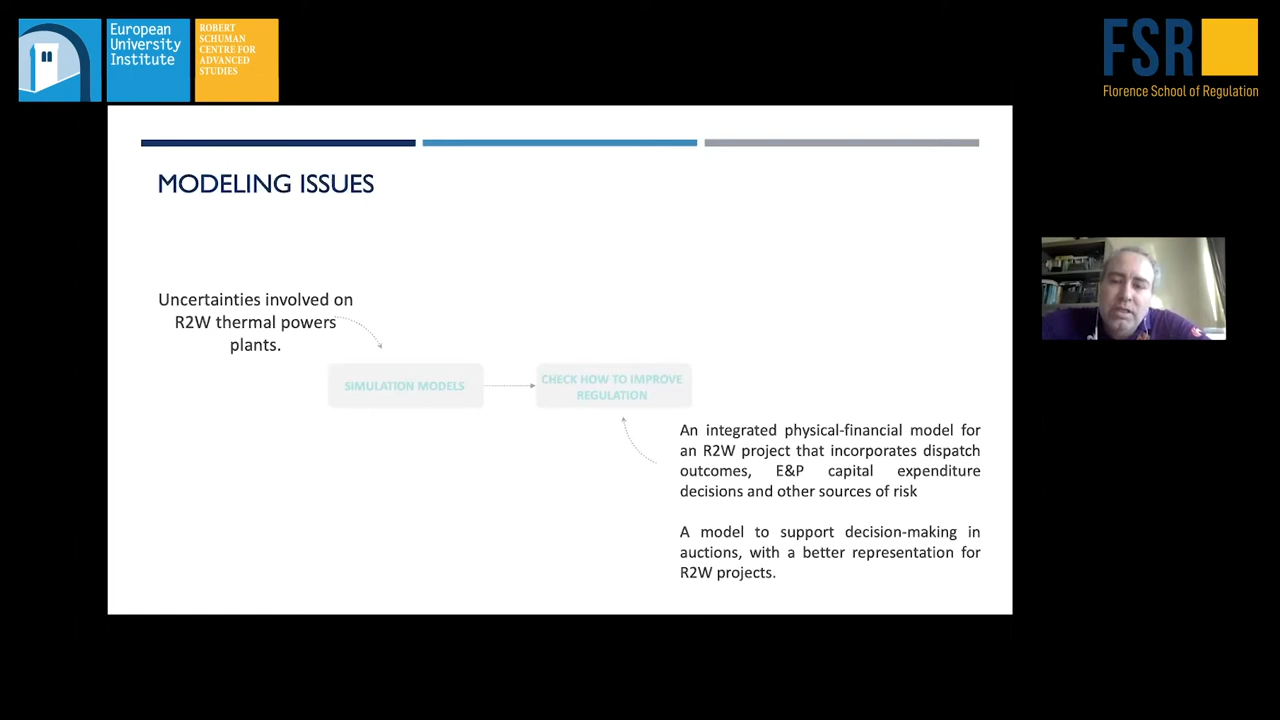 European
University
Institute
ROBERT
SCHUMAN
CENTRE FOR
ADVANCED
STUDIES
FSR
Florence School of Regulation
MODELING ISSUES
Uncertainties involved on
R2W thermal powers
plants.
SIMULATION MODELS
CHECK HOW TO IMPROVE
REGULATION
An integrated physical-financial model for
an R2W project that incorporates dispatch
outcomes, E&P capital expenditure
decisions and other sources of risk
A model to support decision-making in
auctions, with a better representation for
R2W projects.